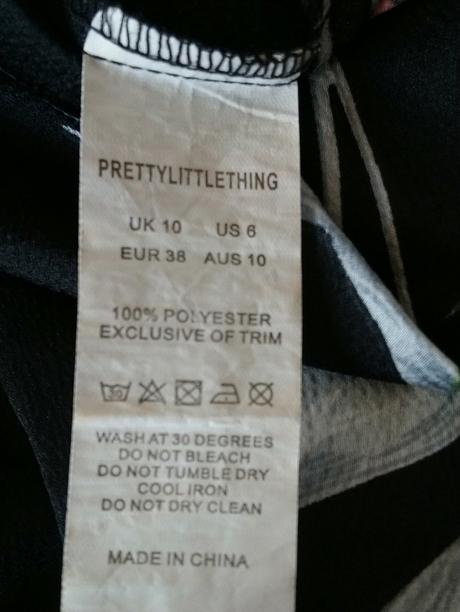 PRETTYLITTLETHING
UK 10 US 6
EUR 38 AUS 10
100% POLYESTER
EXCLUSIVE OF TRIM
30
WASH AT 30 DEGREES
DO NOT BLEACH
DO NOT TUMBLE DRY
COOL IRON
DO NOT DRY CLEAN
MADE IN CHINA